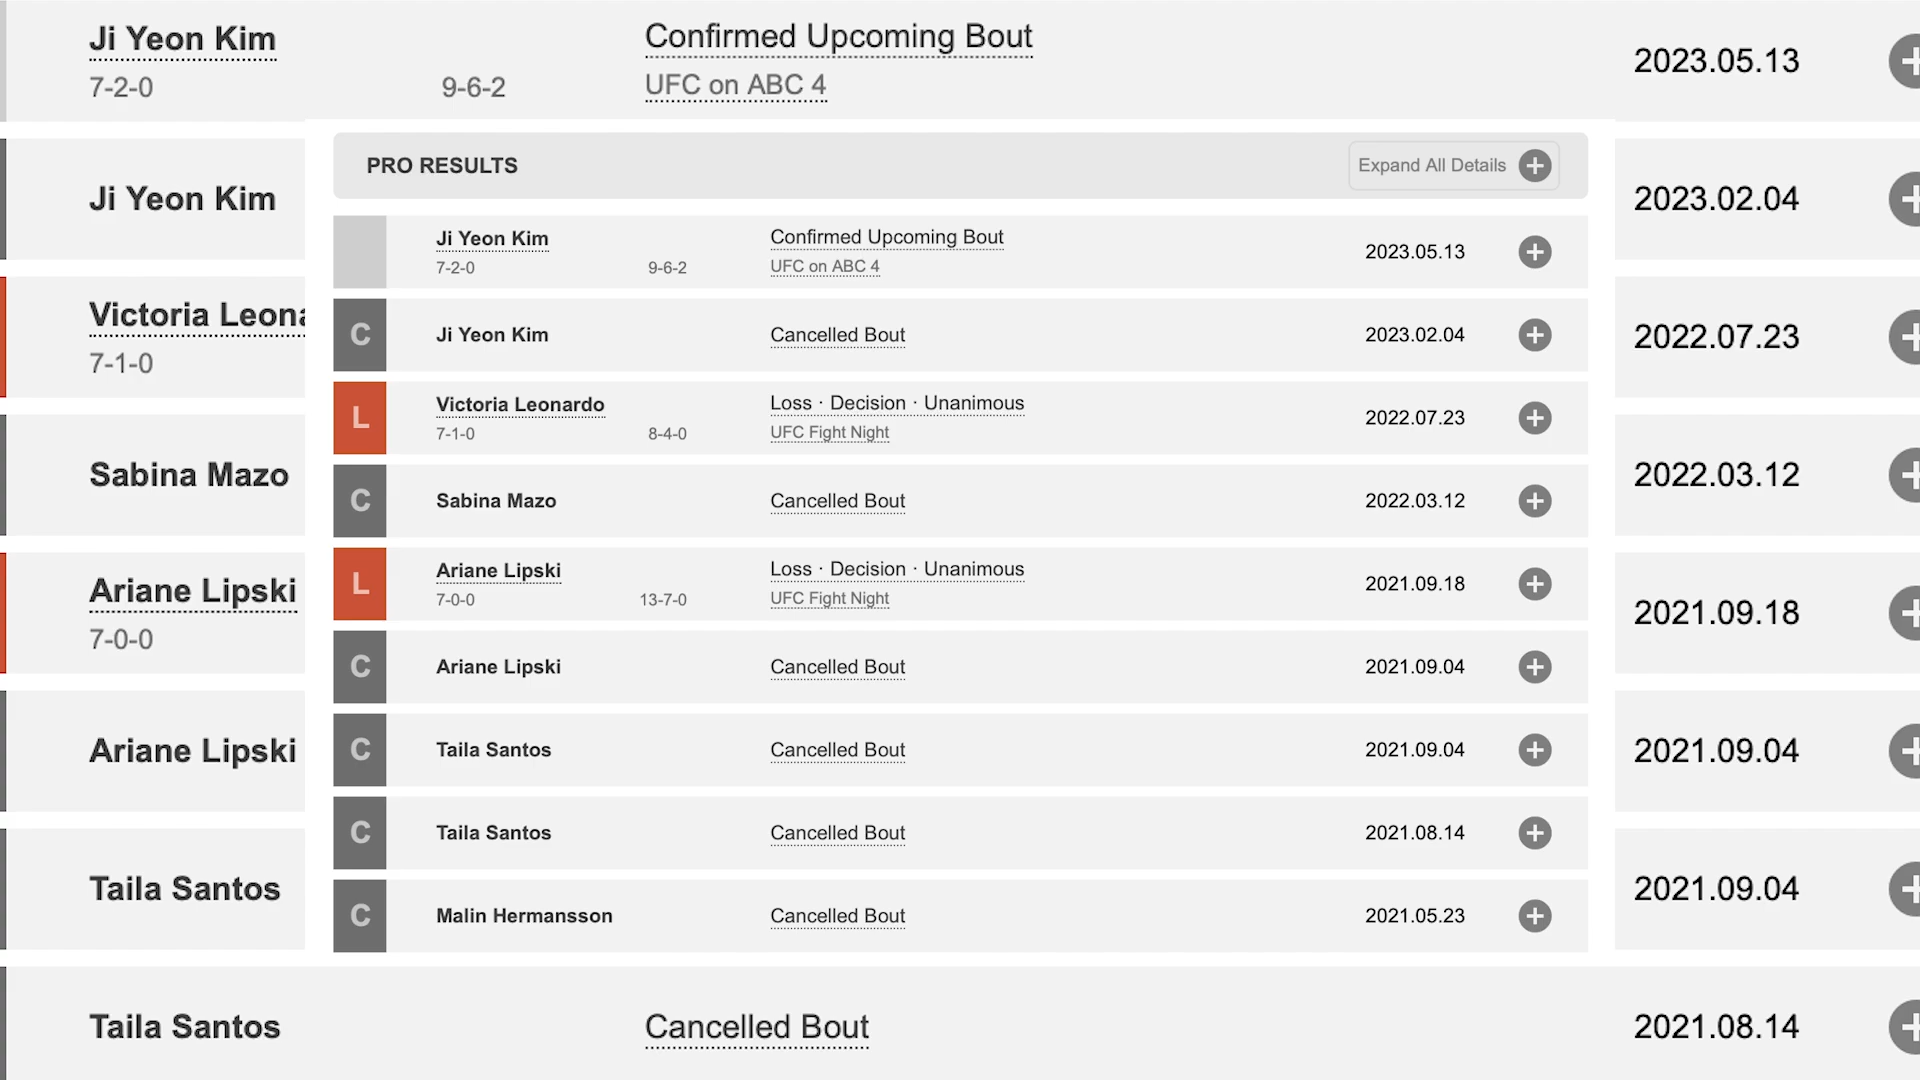 Ji Yeon Kim
Confirmed Upcoming Bout
2023.05.13
7-2-0
9-6-2
UFC on ABC 4
Ji Yeon Kim
2023.02.04
Victoria Leona
7-1-0
2022.07.23
Sabina Mazo
2022.03.12
Ariane Lipski
7-0-0
2021.09.18
Ariane Lipski
2021.09.04
Taila Santos
2021.09.04
Taila Santos
Cancelled Bout
2021.08.14
PRO RESULTS
Expand All Details
Ji Yeon Kim
Confirmed Upcoming Bout
2023.05.13
7-2-0
9-6-2
UFC on ABC 4
C
Ji Yeon Kim
Cancelled Bout
2023.02.04
L
Victoria Leonardo
Loss · Decision · Unanimous
2022.07.23
7-1-0
8-4-0
UFC Fight Night
C
Sabina Mazo
Cancelled Bout
2022.03.12
L
Ariane Lipski
Loss · Decision · Unanimous
2021.09.18
7-0-0
13-7-0
UFC Fight Night
C
Ariane Lipski
Cancelled Bout
2021.09.04
C
Taila Santos
Cancelled Bout
2021.09.04
C
Taila Santos
Cancelled Bout
2021.08.14
C
Malin Hermansson
Cancelled Bout
2021.05.23